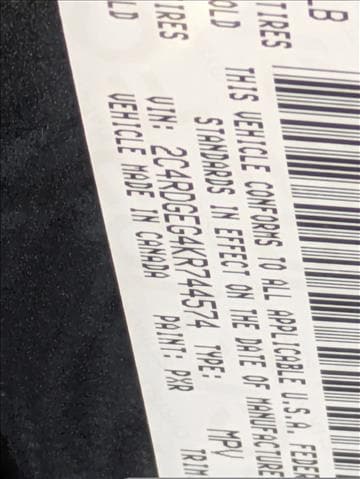 LB
TIRES
OLD
IRES
LD
THIS VEHICLE CONFORMS TO ALL APPLICABLE U.S.A. FEDER
STANDARDS IN EFFECT ON THE DATE OF MANUFACTURE
VIN: 2C4RDGEG4KR744574 TYPE: MPV
VEHICLE MADE IN CANADA PAINT: PXR TRIM